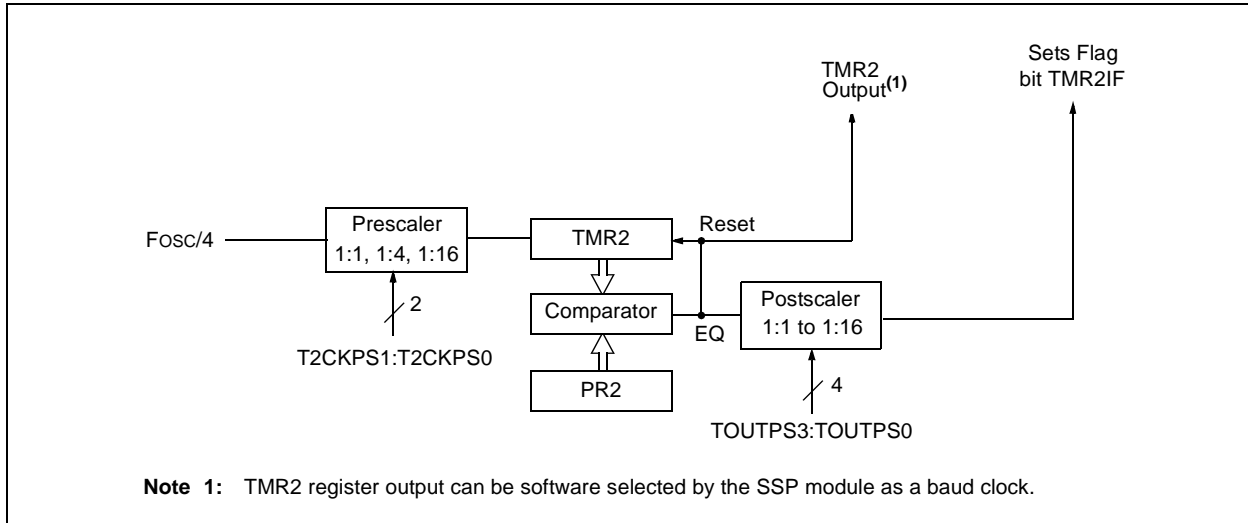 TMR2
Output(1)
Sets Flag
bit TMR2IF
FOSC/4
Prescaler
1:1, 1:4, 1:16
2
T2CKPS1:T2CKPS0
TMR2
Reset
Comparator
EQ
PR2
Postscaler
1:1 to 1:16
4
TOUTPS3:TOUTPS0
Note 1: TMR2 register output can be software selected by the SSP module as a baud clock.